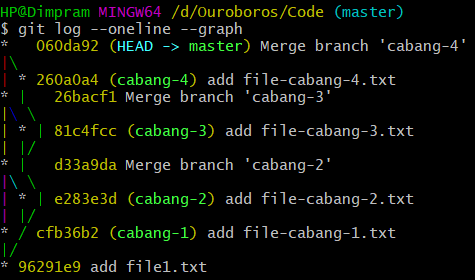 HP@Dimpram MINGW64 /d/Ouroboros/Code (master)
$ git log --oneline --graph
*   060da92 (HEAD -> master) Merge branch 'cabang-4'
|\
| * 260a0a4 (cabang-4) add file-cabang-4.txt
* |   26bacf1 Merge branch 'cabang-3'
|\ \
| * | 81c4fcc (cabang-3) add file-cabang-3.txt
| |/
* |   d33a9da Merge branch 'cabang-2'
|\ \
| * | e283e3d (cabang-2) add file-cabang-2.txt
| |/
* / cfb36b2 (cabang-1) add file-cabang-1.txt
|/
* 96291e9 add file1.txt